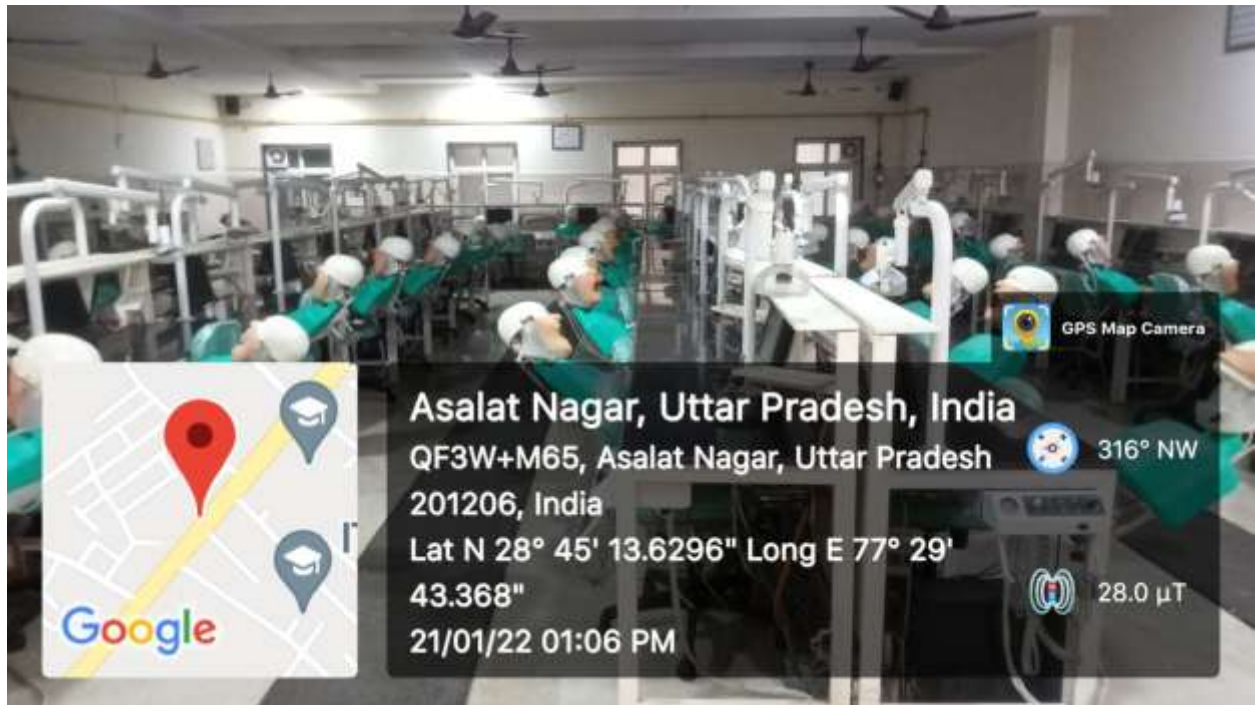 GPS Map Camera
Asalat Nagar, Uttar Pradesh, India
QF3W+M65, Asalat Nagar, Uttar Pradesh
201206, India
Lat N 28° 45' 13.6296" Long E 77° 29'
43.368"
21/01/22 01:06 PM
316° NW
28.0 µT
Google